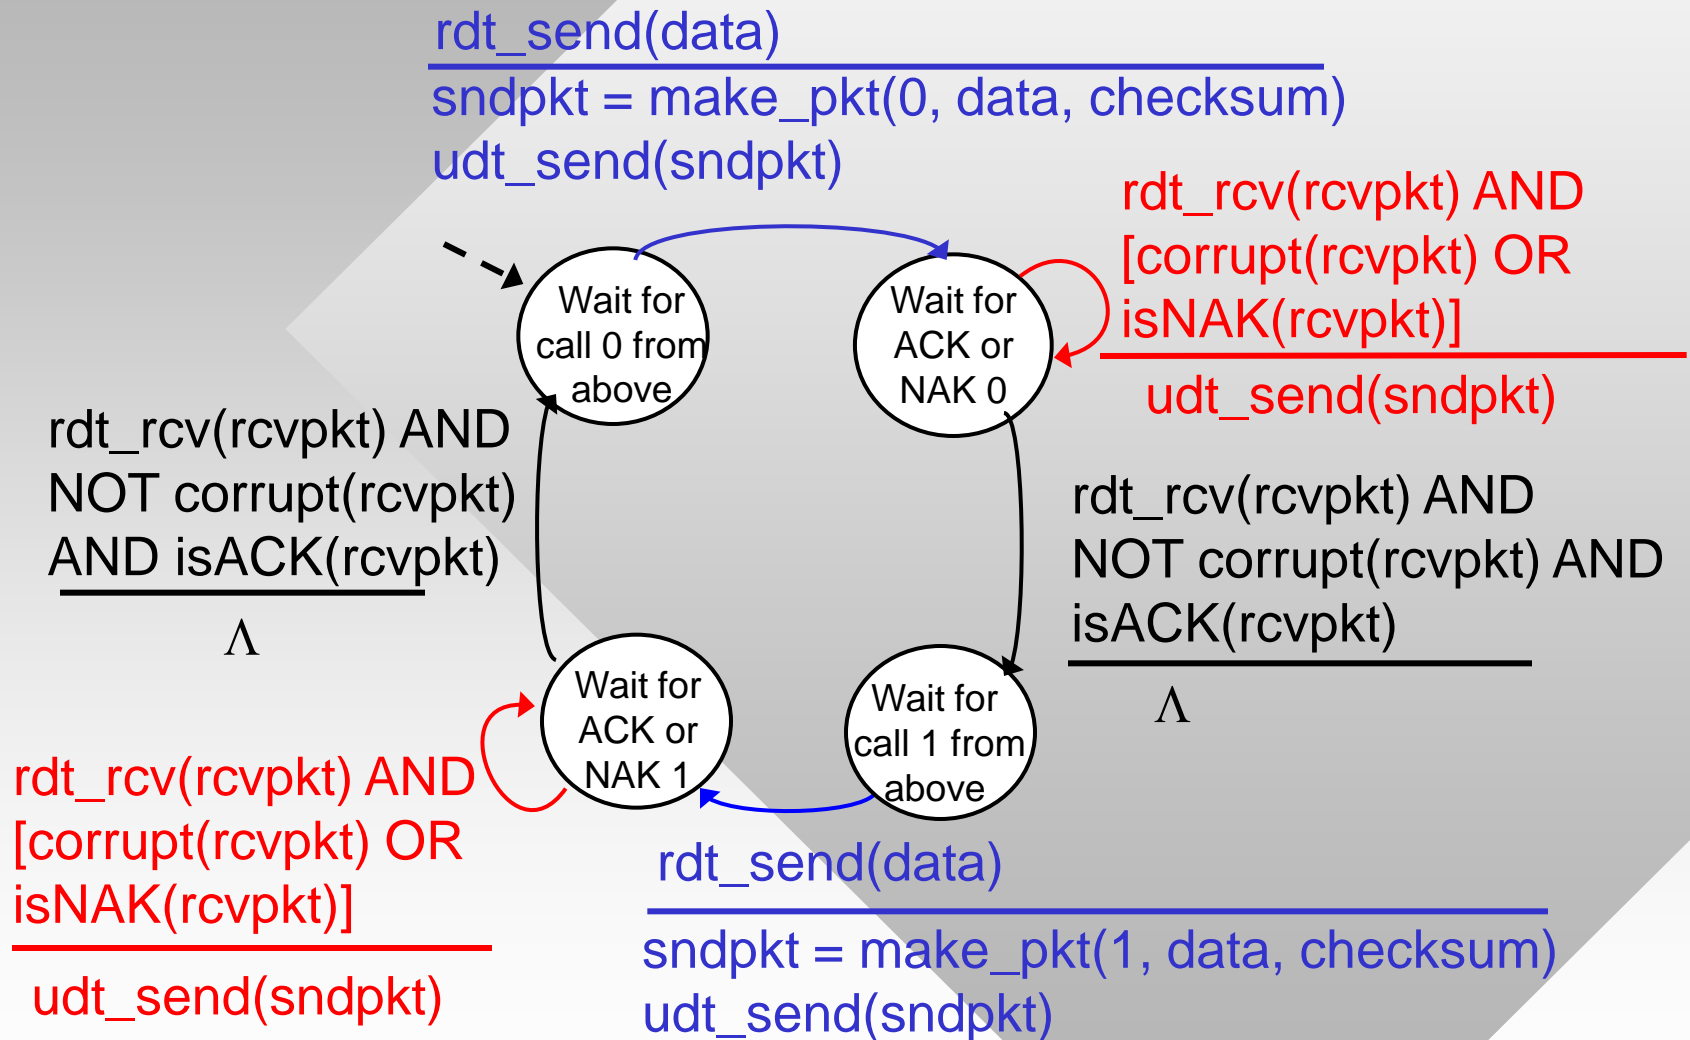 rdt_send(data)
sndpkt = make_pkt(0, data, checksum)
udt_send(sndpkt)
rdt_rcv(rcvpkt) AND
[corrupt(rcvpkt) OR
isNAK(rcvpkt)]
udt_send(sndpkt)
Wait for
call 0 from
above
Wait for
ACK or
NAK 0
rdt_rcv(rcvpkt) AND
NOT corrupt(rcvpkt)
AND isACK(rcvpkt)
Λ
rdt_rcv(rcvpkt) AND
NOT corrupt(rcvpkt) AND
isACK(rcvpkt)
Λ
Wait for
ACK or
NAK 1
Wait for
call 1 from
above
rdt_rcv(rcvpkt) AND
[corrupt(rcvpkt) OR
isNAK(rcvpkt)]
udt_send(sndpkt)
rdt_send(data)
sndpkt = make_pkt(1, data, checksum)
udt_send(sndpkt)